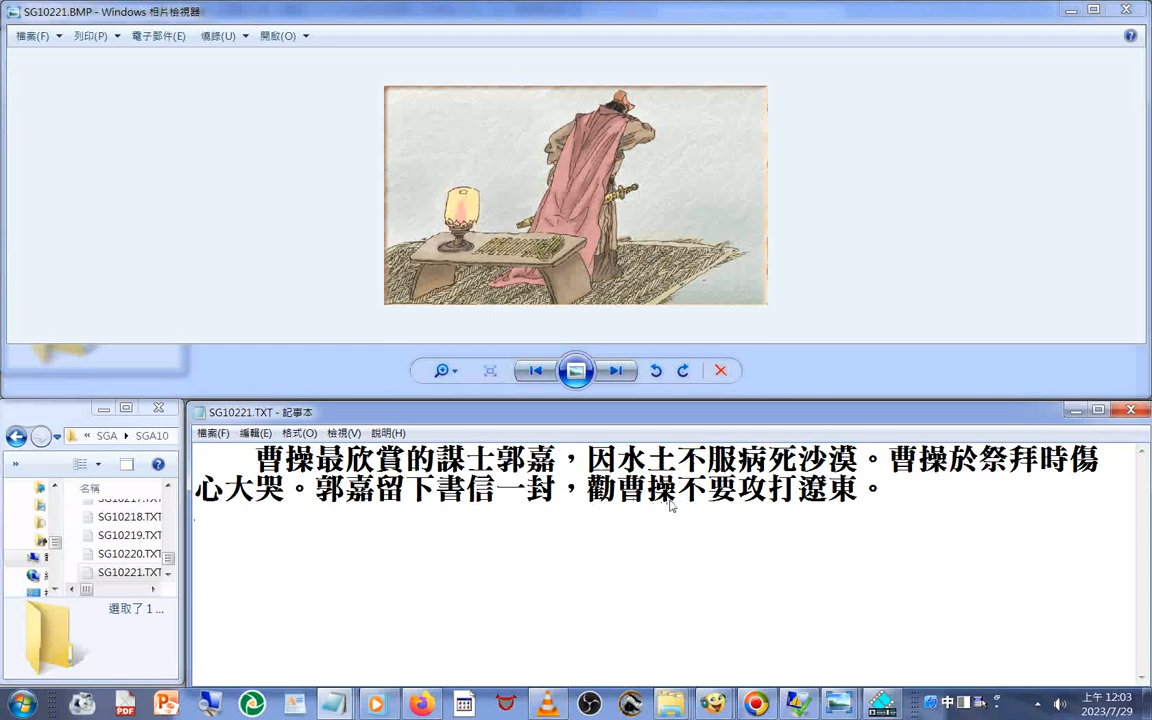 SG10221.BMP - Windows 相片檢視器
檔案(F) 列印(P) 電子郵件(E) 燒錄(U) 開啟(O)
SG10221.TXT - 記事本
檔案(F) 編輯(E) 格式(O) 檢視(V) 說明(H)
曹操最欣賞的謀士郭嘉，因水土不服病死沙漠。曹操於祭拜時傷
心大哭。郭嘉留下書信一封，勸曹操不要攻打遼東。
« SGA ▸ SGA10
»
名稱
SG10217.TXT
SG10218.TXT
SG10219.TXT
SG10220.TXT
SG10221.TXT
選取了 1 ...
PDF
中
上午 12:03
2023/7/29